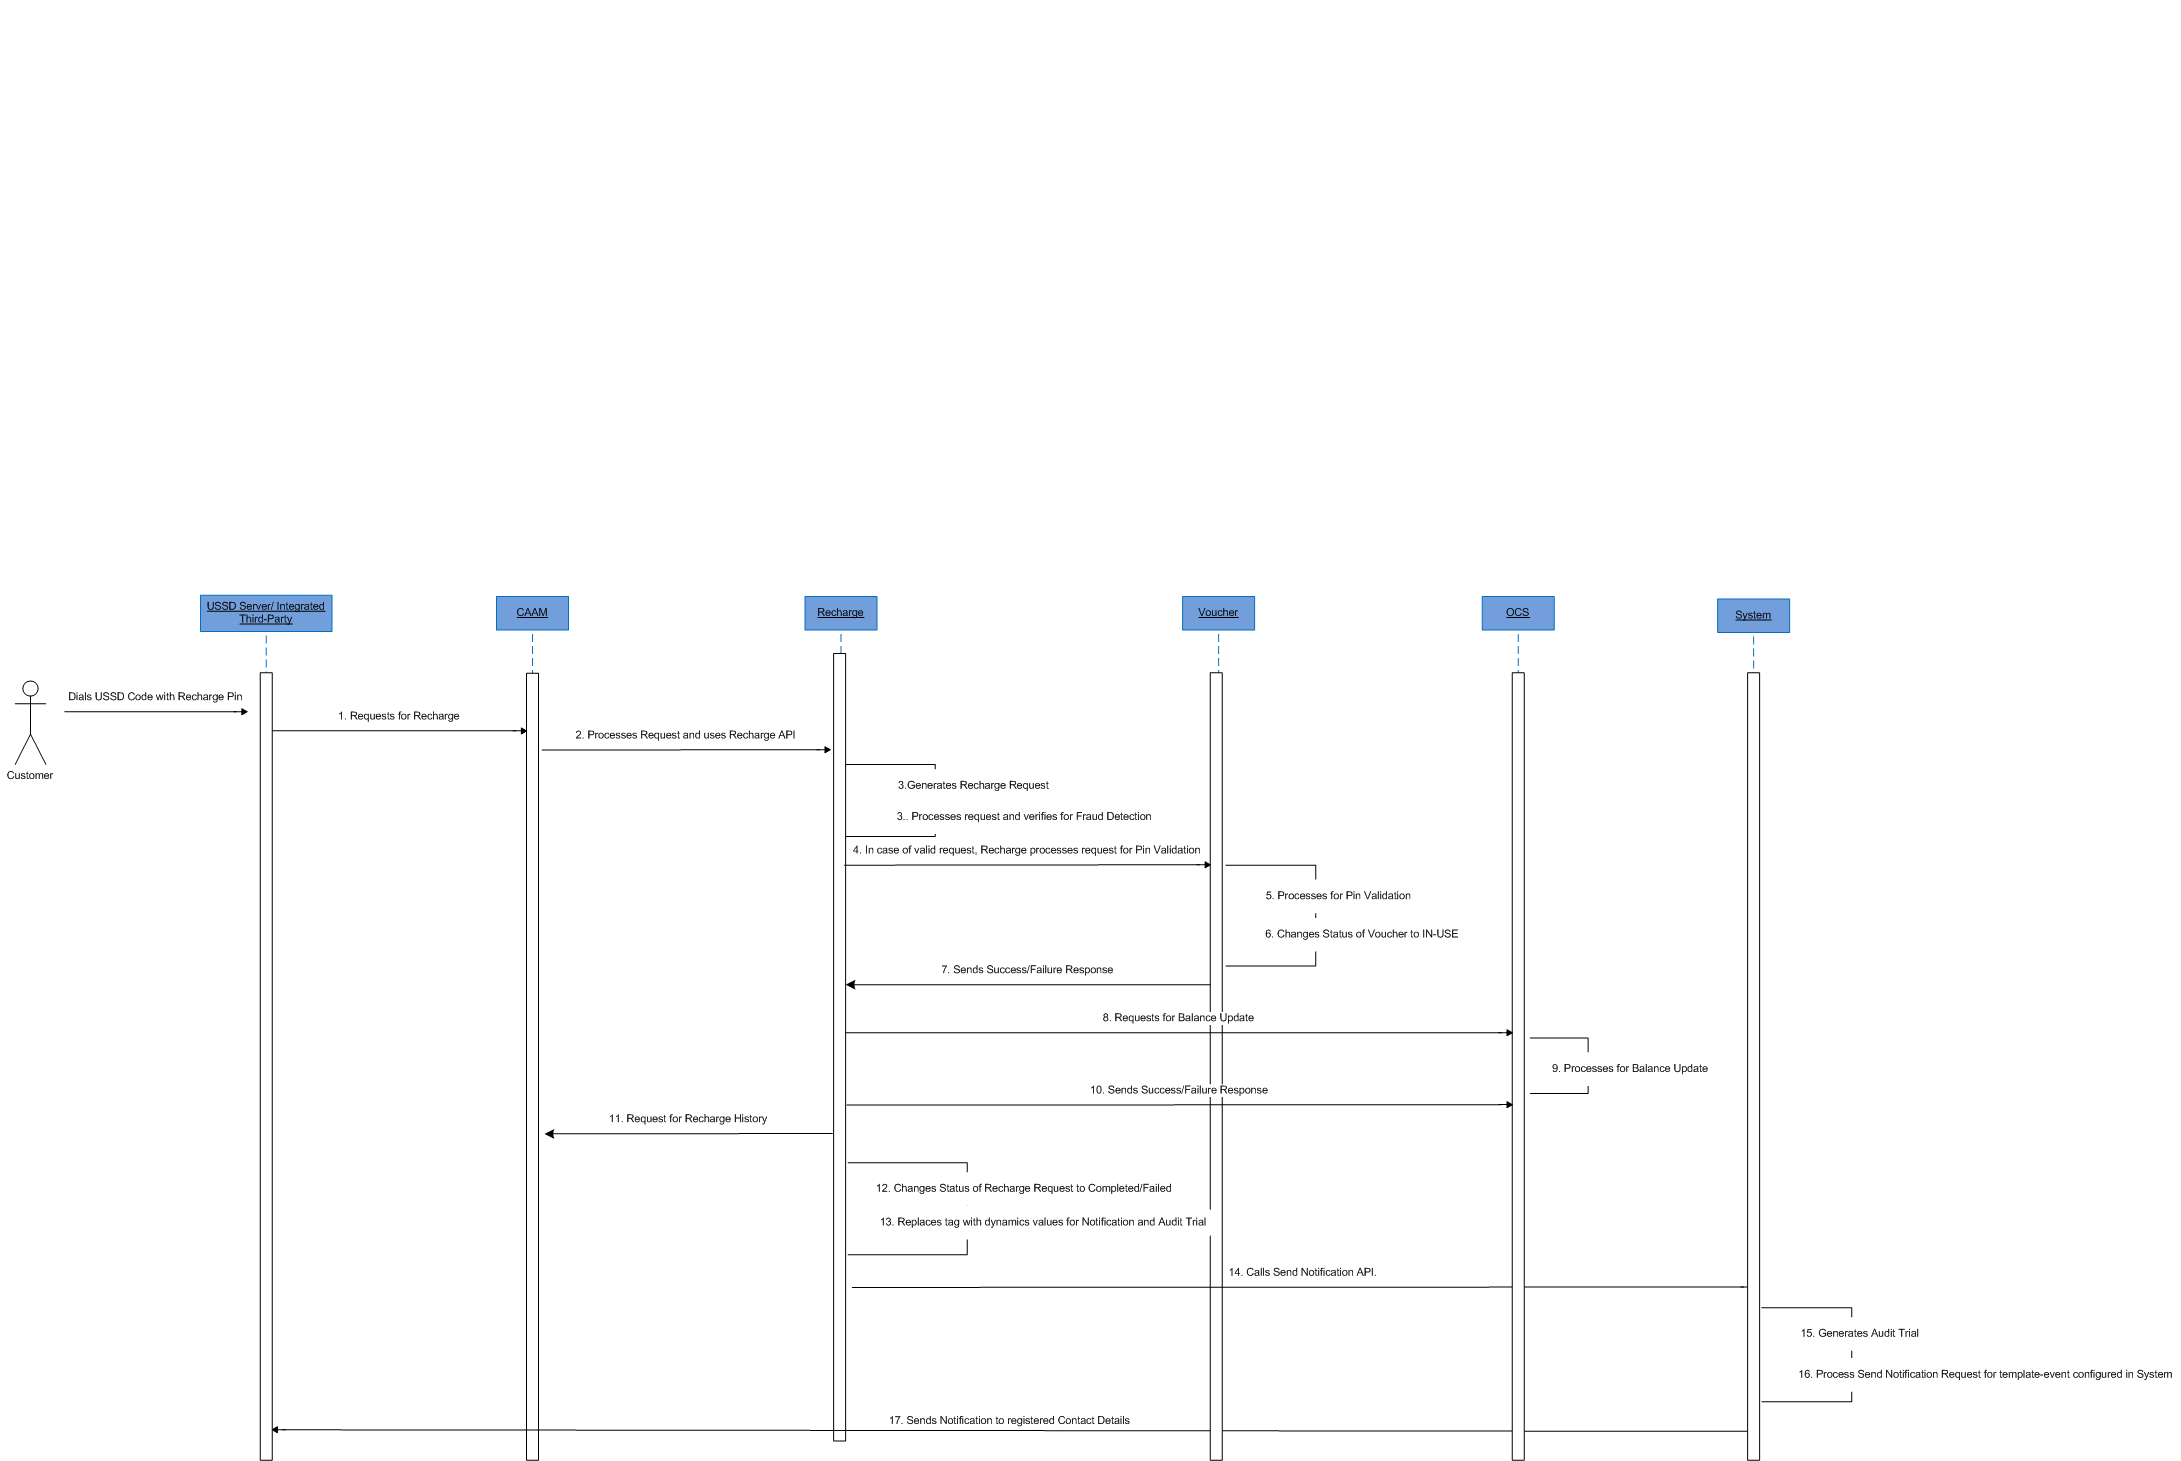 USSD Server/ Integrated
Third-Party
CAAM
Recharge
Voucher
OCS
System
Dials USSD Code with Recharge Pin
Customer
1. Requests for Recharge
2. Processes Request and uses Recharge API
3.Generates Recharge Request
3.. Processes request and verifies for Fraud Detection
4. In case of valid request, Recharge processes request for Pin Validation
5. Processes for Pin Validation
6. Changes Status of Voucher to IN-USE
7. Sends Success/Failure Response
8. Requests for Balance Update
9. Processes for Balance Update
10. Sends Success/Failure Response
11. Request for Recharge History
12. Changes Status of Recharge Request to Completed/Failed
13. Replaces tag with dynamics values for Notification and Audit Trial
14. Calls Send Notification API.
15. Generates Audit Trial
16. Process Send Notification Request for template-event configured in System
17. Sends Notification to registered Contact Details